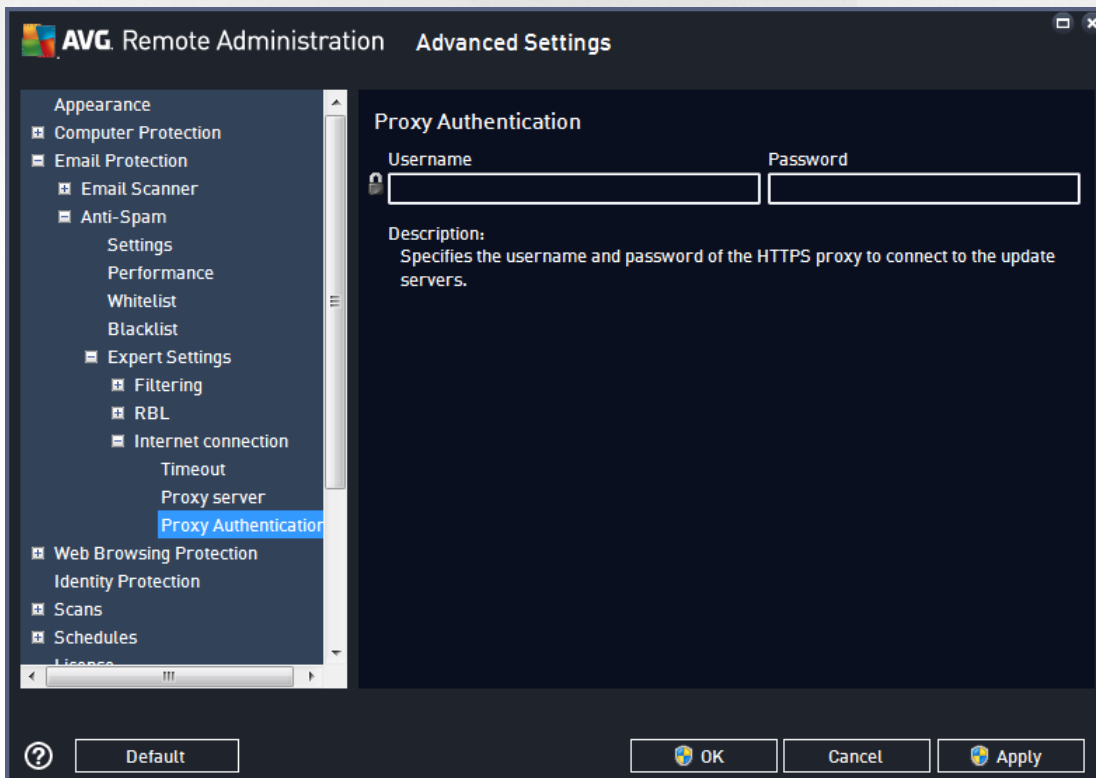 AVG. Remote Administration Advanced Settings
Appearance
Computer Protection
Email Protection
Email Scanner
Anti-Spam
Settings
Performance
Whitelist
Blacklist
Expert Settings
Filtering
RBL
Internet connection
Timeout
Proxy server
Proxy Authentication
Web Browsing Protection
Identity Protection
Scans
Schedules
License
Proxy Authentication
Username Password
Description:
Specifies the username and password of the HTTPS proxy to connect to the update
servers.
? Default OK Cancel Apply